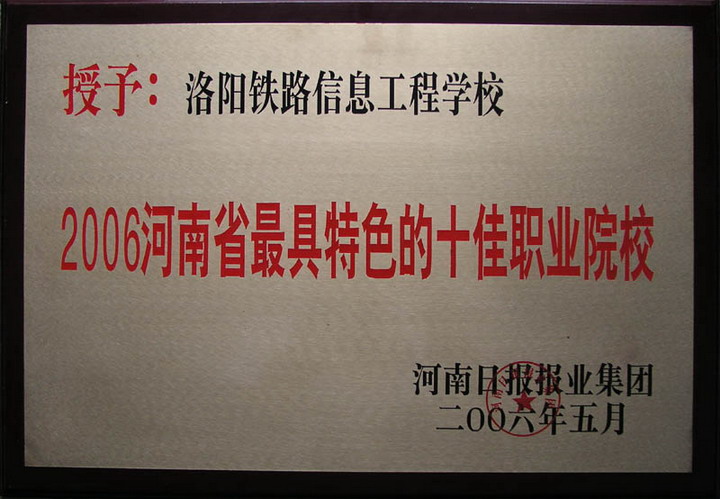 授予：洛阳铁路信息工程学校
2006河南省最具特色的十佳职业院校
河南日报报业集团
二〇〇六年五月